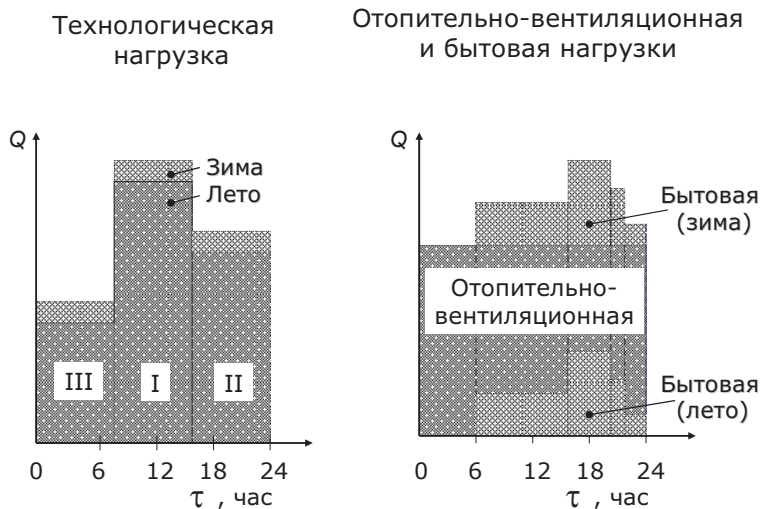 Технологическая
нагрузка
Q
Зима
Лето
III
I
II
0 6 12 18 24
τ , час
Отопительно-вентиляционная
и бытовая нагрузки
Q
Бытовая
(зима)
Отопительно-
вентиляционная
Бытовая
(лето)
0 6 12 18 24
τ , час